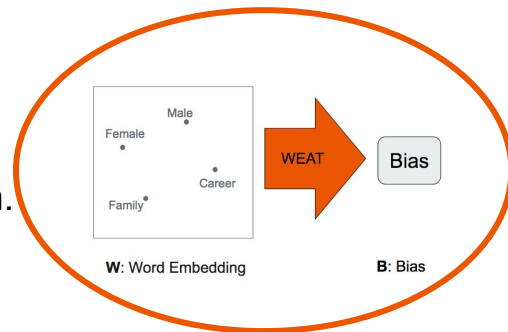 Male
Female
WEAT
Bias
Career
Family
W: Word Embedding
B: Bias